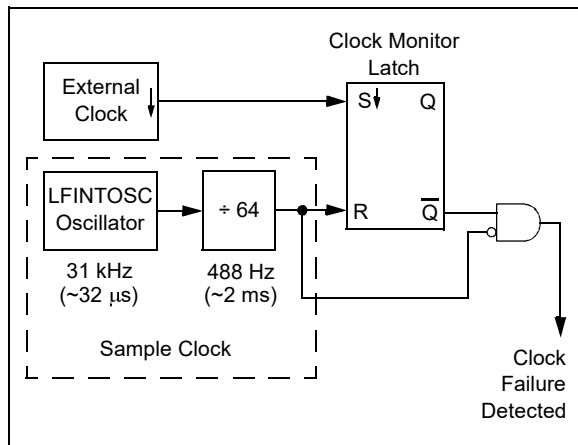 Clock Monitor
Latch
External
Clock
S
Q
LFINTOSC
Oscillator
÷ 64
R
Q̅
31 kHz
(~32 μs)
488 Hz
(~2 ms)
Sample Clock
Clock
Failure
Detected